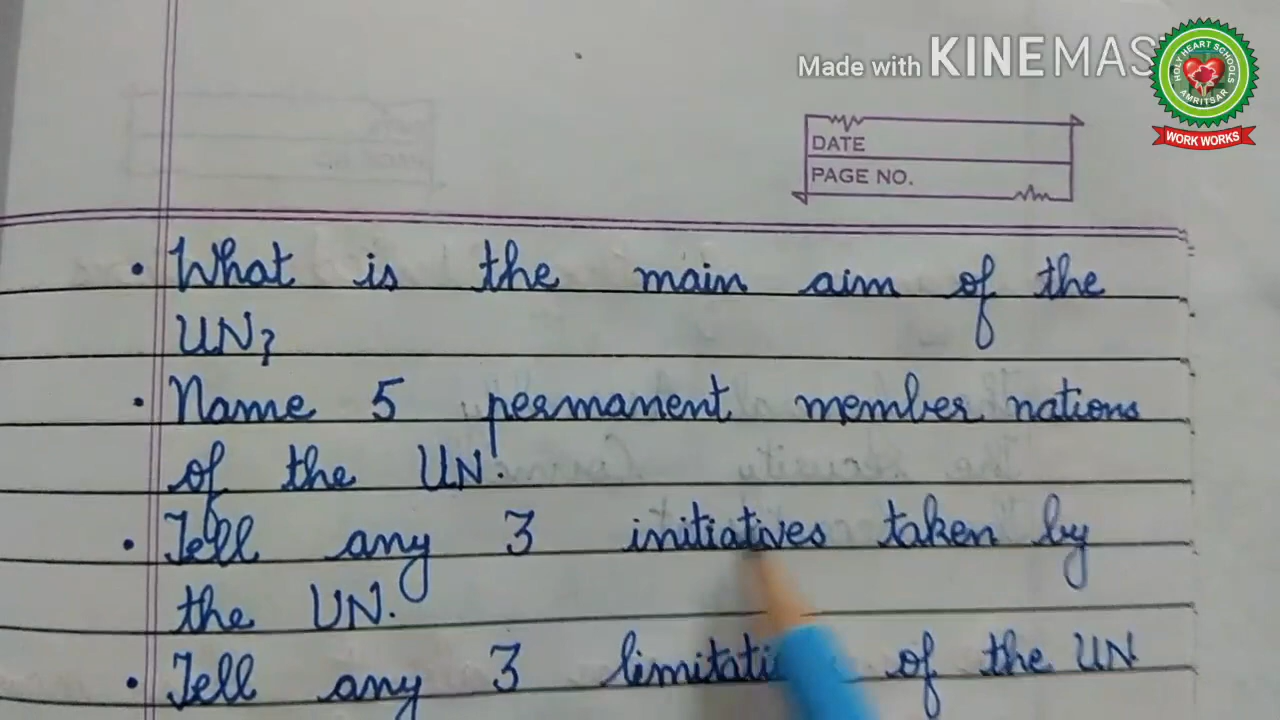 Made with KINEMAS
HOLY HEART SCHOOLS
AMRITSAR
WORK WORKS
DATE
PAGE NO.
• What is the main aim of the
UN?
• Name 5 permanent member nations
of the UN.
• Tell any 3 initiatives taken by
the UN.
• Tell any 3 of the UN